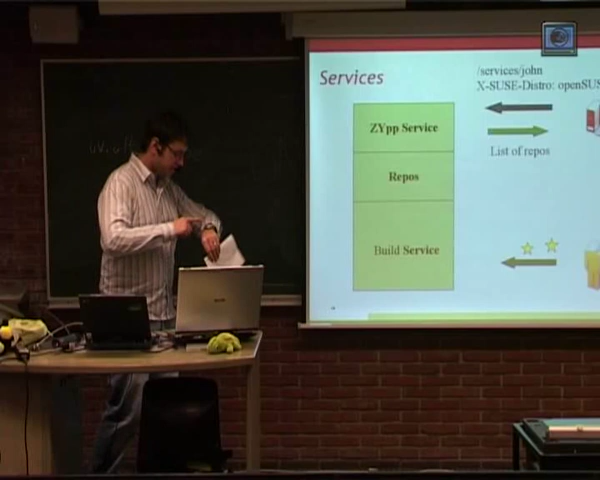 Services
/services/john
X-SUSE-Distro: openSUS
ZYpp Service
List of repos
Repos
Build Service